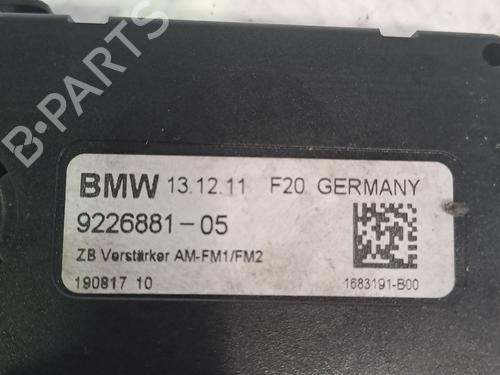 BMW 13.12.11 F20 GERMANY
9226881-05
ZB Verstärker AM-FM1/FM2
190817 10
1683191-B00
B-PARTS